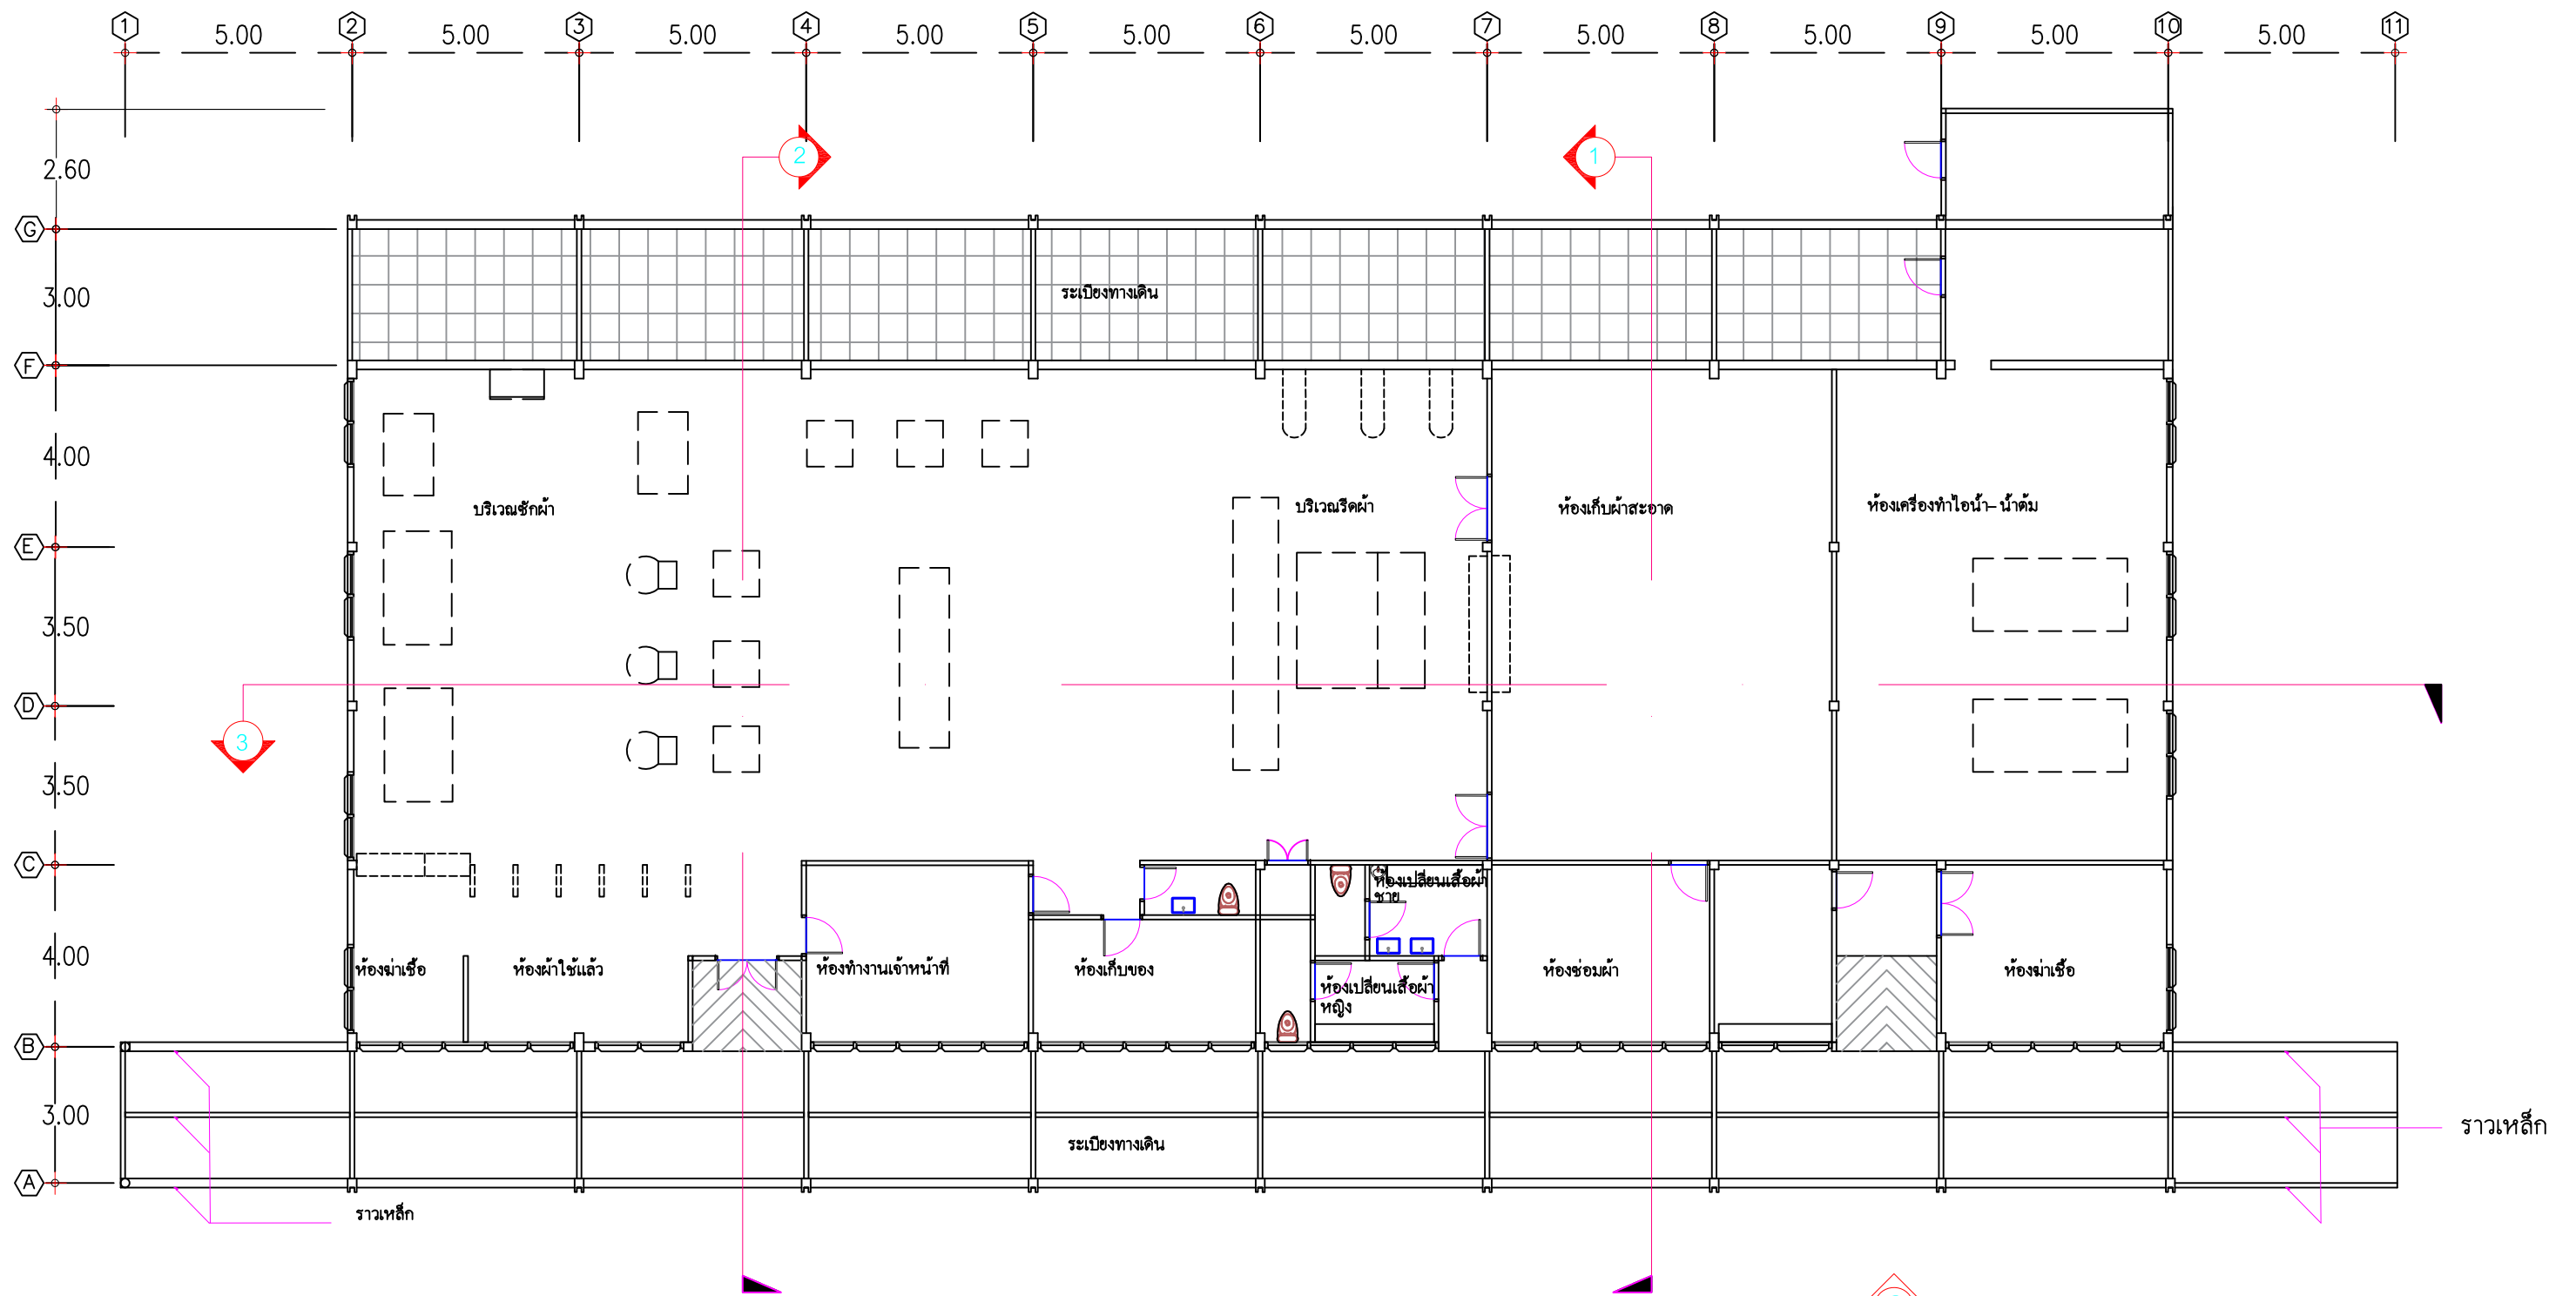 1 2 3 4 5 6 7 8 9 10 11
5.00 5.00 5.00 5.00 5.00 5.00 5.00 5.00 5.00 5.00
2 1
2.60
G
3.00
ระเบียงทางเดิน
F
4.00
บริเวณซักผ้า
บริเวณรีดผ้า
ห้องเก็บผ้าสะอาด
ห้องเครื่องทำไอน้ำ-น้ำต้ม
E
3.50
D
3
3.50
C
ห้องเปลี่ยนเสื้อผ้า
ชาย
4.00
ห้องฆ่าเชื้อ
ห้องผ้าใช้แล้ว
ห้องทำงานเจ้าหน้าที่
ห้องเก็บของ
ห้องเปลี่ยนเสื้อผ้า
หญิง
ห้องซ่อมผ้า
ห้องฆ่าเชื้อ
B
3.00
ระเบียงทางเดิน
ราวเหล็ก
A
ราวเหล็ก